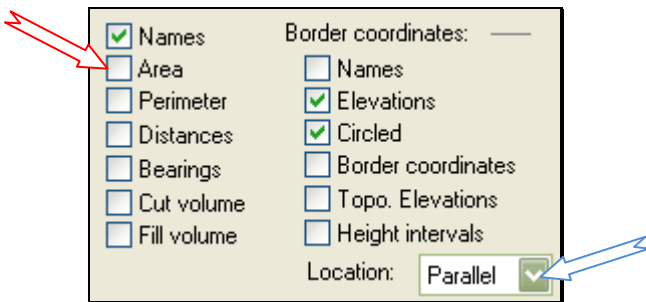 Names
Area
Perimeter
Distances
Bearings
Cut volume
Fill volume
Border coordinates:
Names
Elevations
Circled
Border coordinates
Topo. Elevations
Height intervals
Location: Parallel